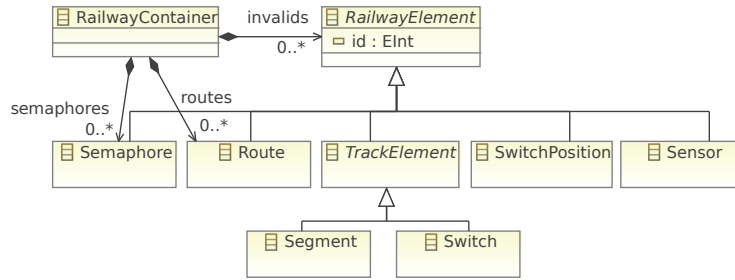 RailwayContainer
invalids
0..*
RailwayElement
id : EInt
semaphores
0..*
routes
0..*
Semaphore
Route
TrackElement
SwitchPosition
Sensor
Segment
Switch